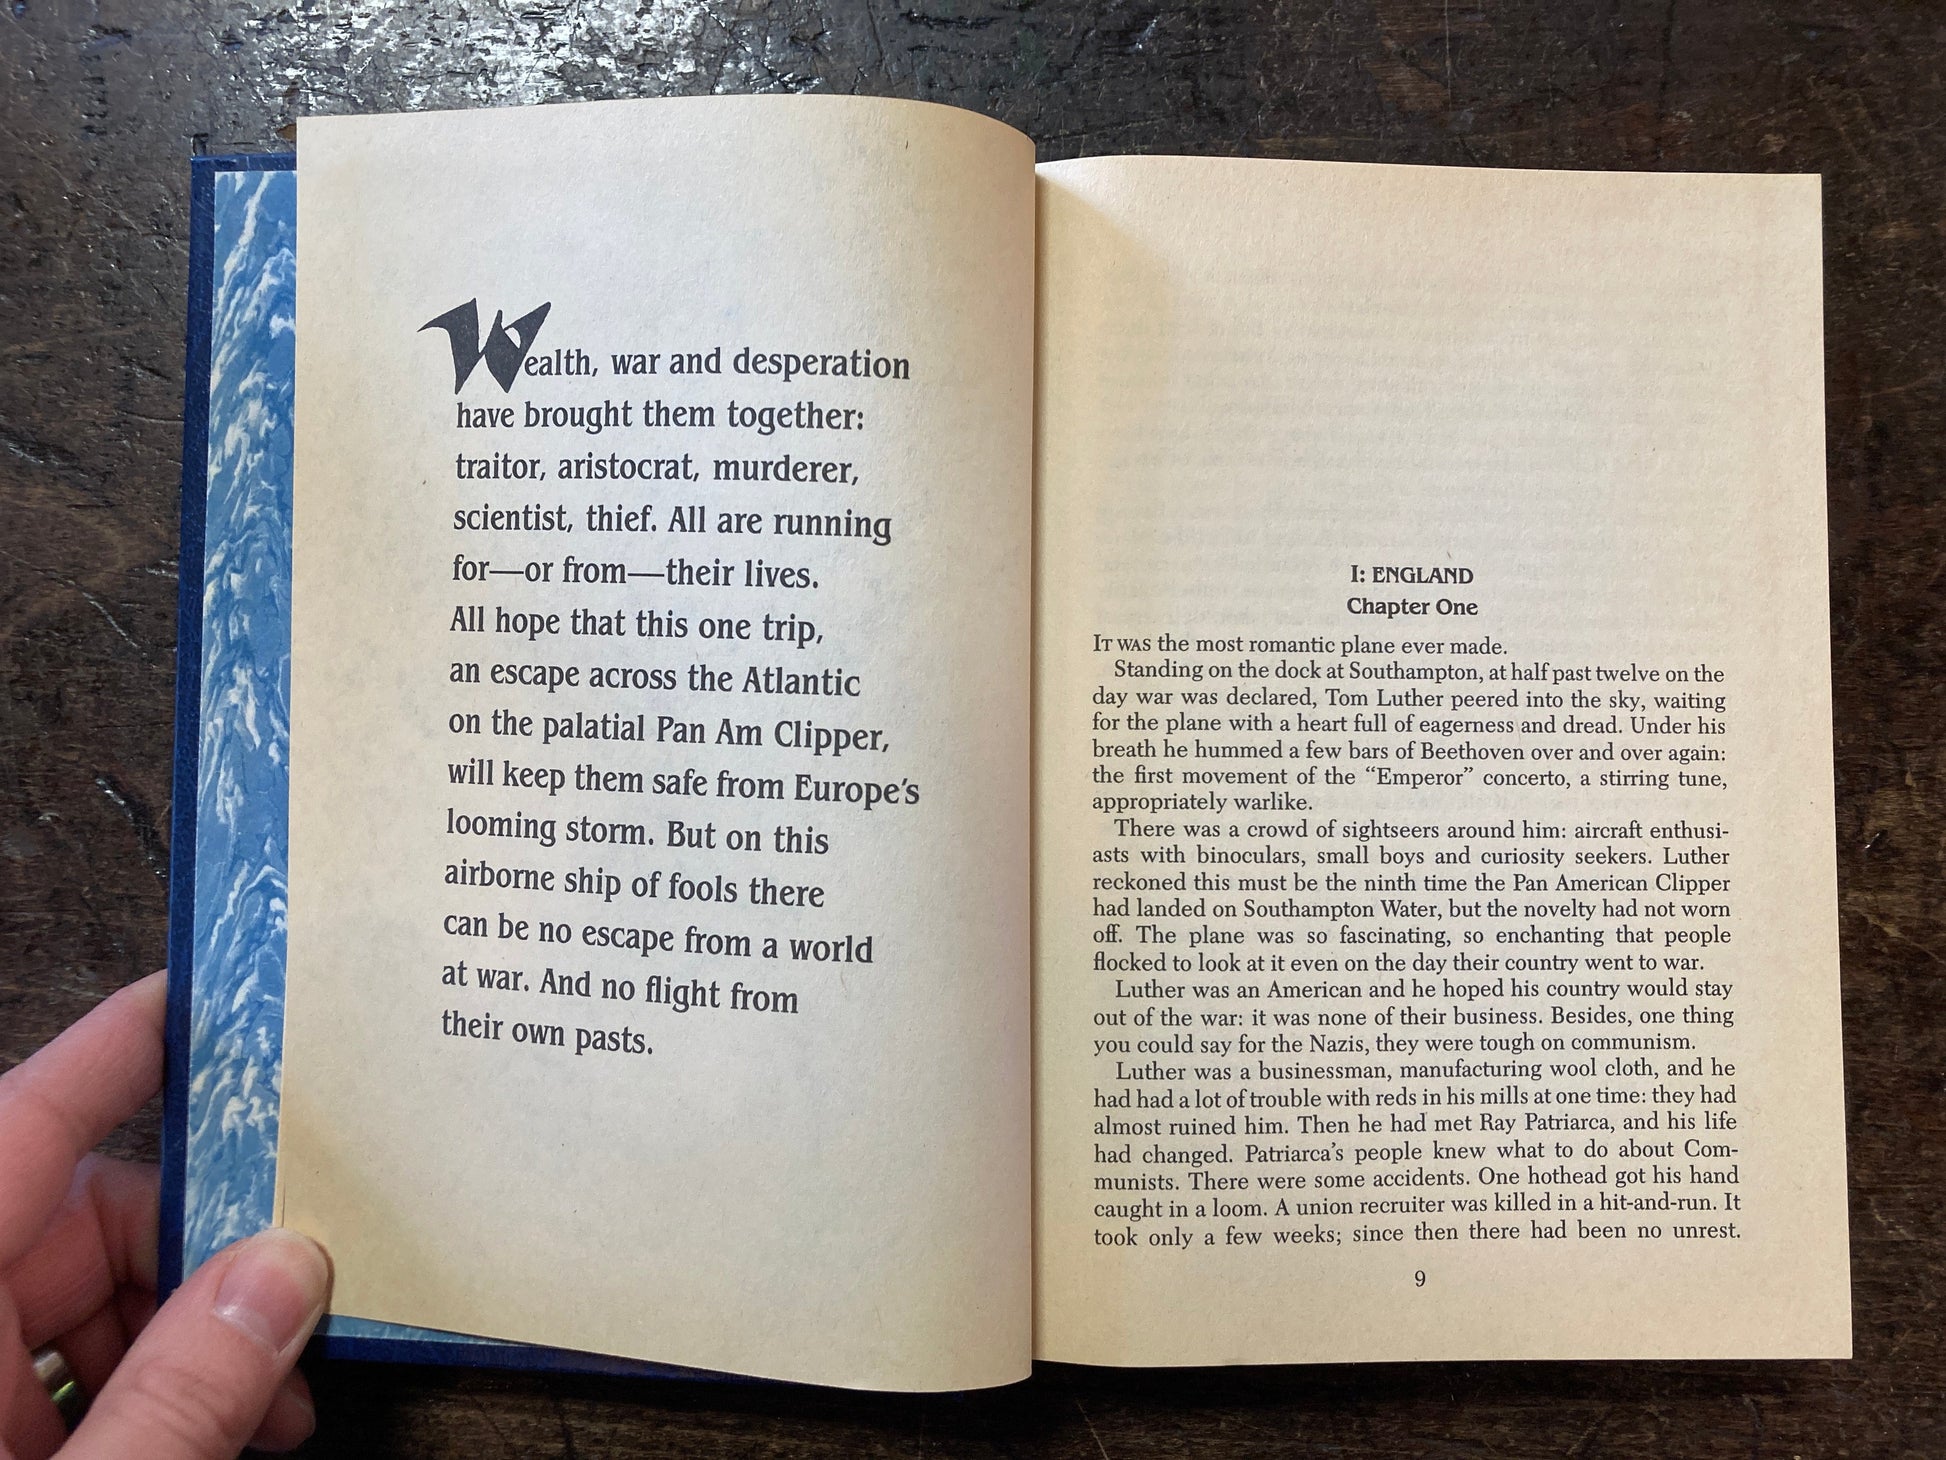 Wealth, war and desperation
have brought them together:
traitor, aristocrat, murderer,
scientist, thief. All are running
for—or from—their lives.
All hope that this one trip,
an escape across the Atlantic
on the palatial Pan Am Clipper,
will keep them safe from Europe's
looming storm. But on this
airborne ship of fools there
can be no escape from a world
at war. And no flight from
their own pasts.
I: ENGLAND
Chapter One
IT WAS the most romantic plane ever made.
Standing on the dock at Southampton, at half past twelve on the
day war was declared, Tom Luther peered into the sky, waiting
for the plane with a heart full of eagerness and dread. Under his
breath he hummed a few bars of Beethoven over and over again:
the first movement of the “Emperor” concerto, a stirring tune,
appropriately warlike.
There was a crowd of sightseers around him: aircraft enthusi-
asts with binoculars, small boys and curiosity seekers. Luther
reckoned this must be the ninth time the Pan American Clipper
had landed on Southampton Water, but the novelty had not worn
off. The plane was so fascinating, so enchanting that people
flocked to look at it even on the day their country went to war.
Luther was an American and he hoped his country would stay
out of the war: it was none of their business. Besides, one thing
you could say for the Nazis, they were tough on communism.
Luther was a businessman, manufacturing wool cloth, and he
had had a lot of trouble with reds in his mills at one time: they had
almost ruined him. Then he had met Ray Patriarca, and his life
had changed. Patriarca's people knew what to do about Com-
munists. There were some accidents. One hothead got his hand
caught in a loom. A union recruiter was killed in a hit-and-run. It
took only a few weeks; since then there had been no unrest.
9